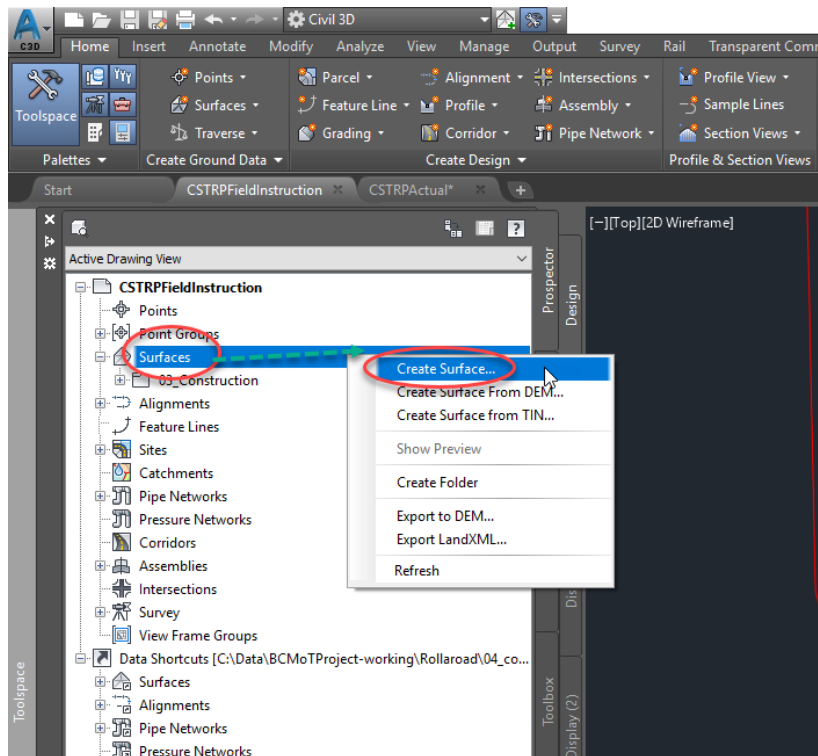 Civil 3D
C3D
Home Insert Annotate Modify Analyze View Manage Output Survey Rail Transparent
Toolspace
Points
Surfaces
Traverse
Parcel
Feature Line
Grading
Alignment
Profile
Corridor
Intersections
Assembly
Pipe Network
Profile View
Sample Lines
Section Views
Palettes
Create Ground Data
Create Design
Profile & Section Views
Start CSTRPFieldInstruction CSTRPActual*
[−][Top][2D Wireframe]
Active Drawing View
CSTRPFieldInstruction
Points
Point Groups
Surfaces
03_Construction
Alignments
Feature Lines
Sites
Catchments
Pipe Networks
Pressure Networks
Corridors
Assemblies
Intersections
Survey
View Frame Groups
Data Shortcuts [C:\Data\BCMoTProject-working\Rollaroad\04_co...
Surfaces
Alignments
Pipe Networks
Pressure Networks
Create Surface...
Create Surface From DEM...
Create Surface from TIN...
Show Preview
Create Folder
Export to DEM...
Export LandXML...
Refresh
Prospector
Design
Toolbox
Display (2)
Toolspace